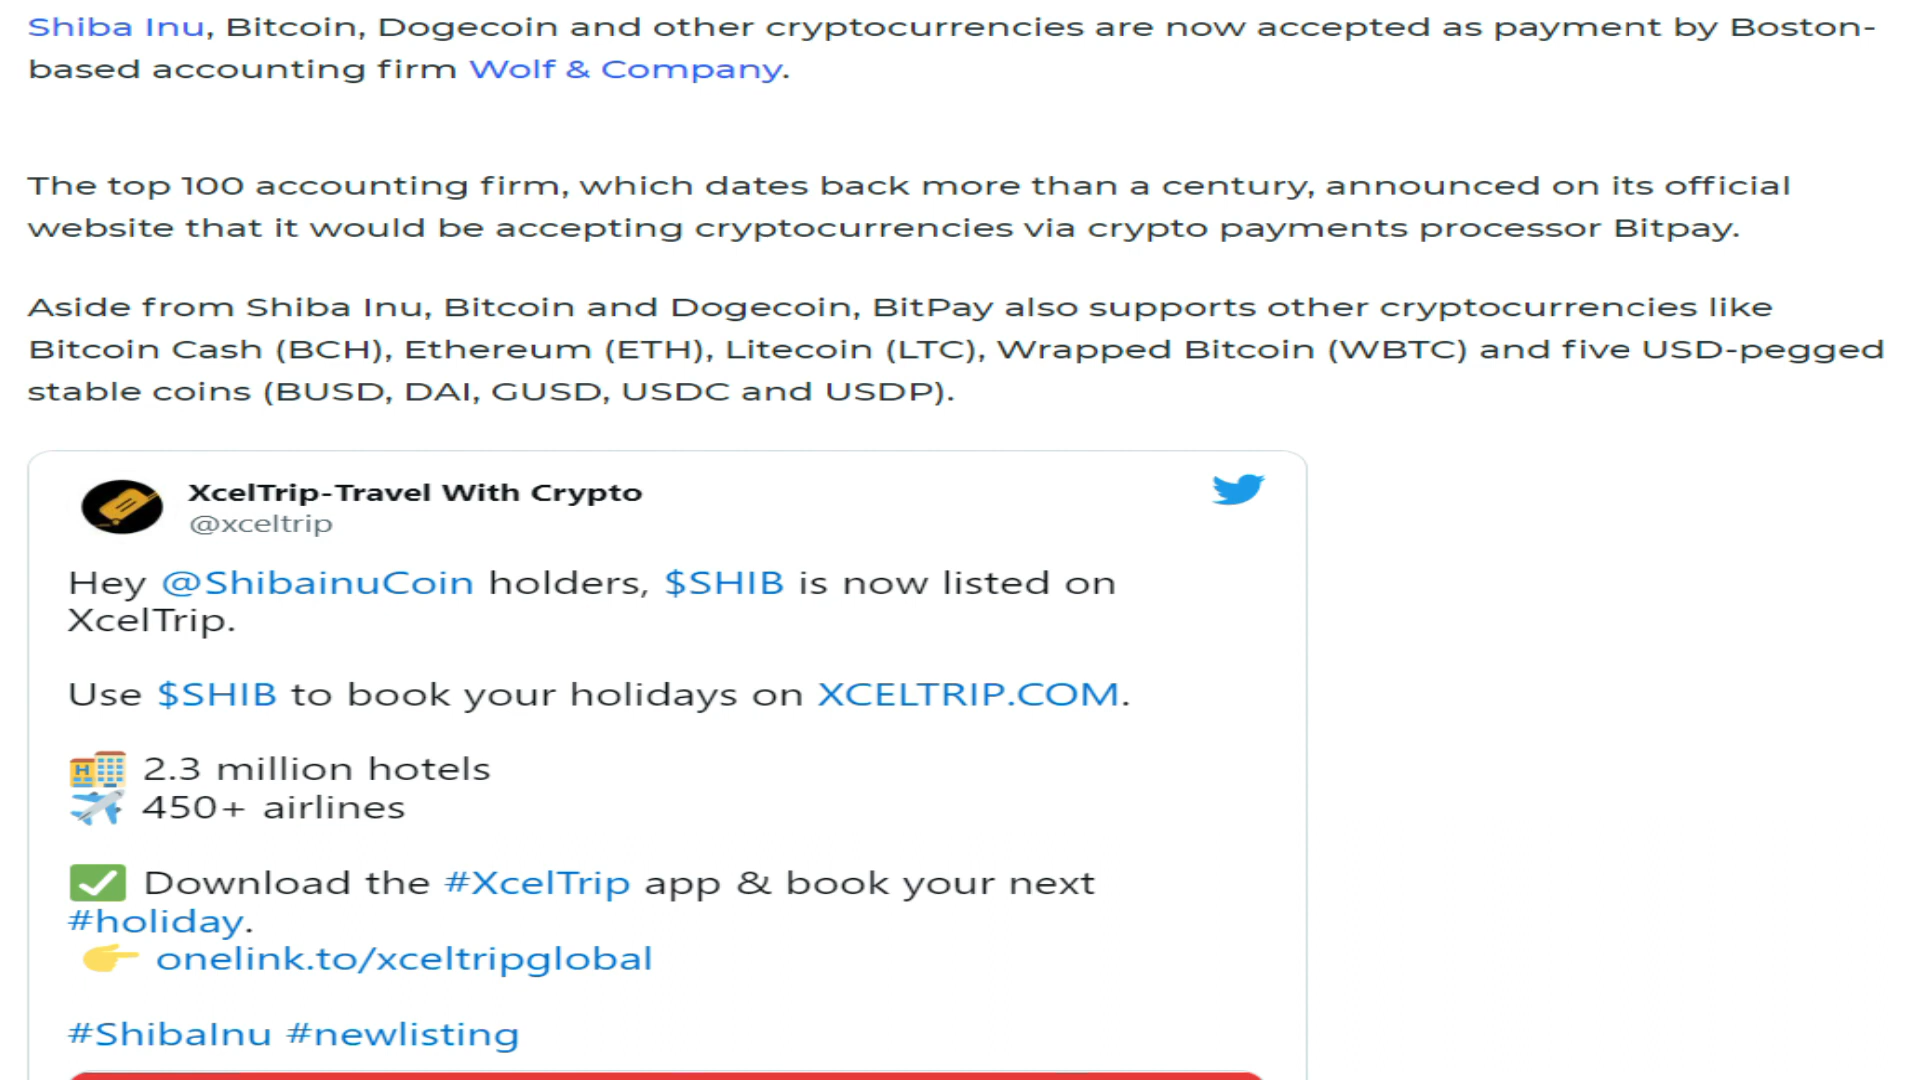 Shiba Inu, Bitcoin, Dogecoin and other cryptocurrencies are now accepted as payment by Boston-
based accounting firm Wolf & Company.
The top 100 accounting firm, which dates back more than a century, announced on its official
website that it would be accepting cryptocurrencies via crypto payments processor Bitpay.
Aside from Shiba Inu, Bitcoin and Dogecoin, BitPay also supports other cryptocurrencies like
Bitcoin Cash (BCH), Ethereum (ETH), Litecoin (LTC), Wrapped Bitcoin (WBTC) and five USD-pegged
stable coins (BUSD, DAI, GUSD, USDC and USDP).
XcelTrip-Travel With Crypto
@xceltrip
Hey @ShibainuCoin holders, $SHIB is now listed on
XcelTrip.
Use $SHIB to book your holidays on XCELTRIP.COM.
2.3 million hotels
450+ airlines
Download the #XcelTrip app & book your next
#holiday.
onelink.to/xceltripglobal
#ShibaInu #newlisting